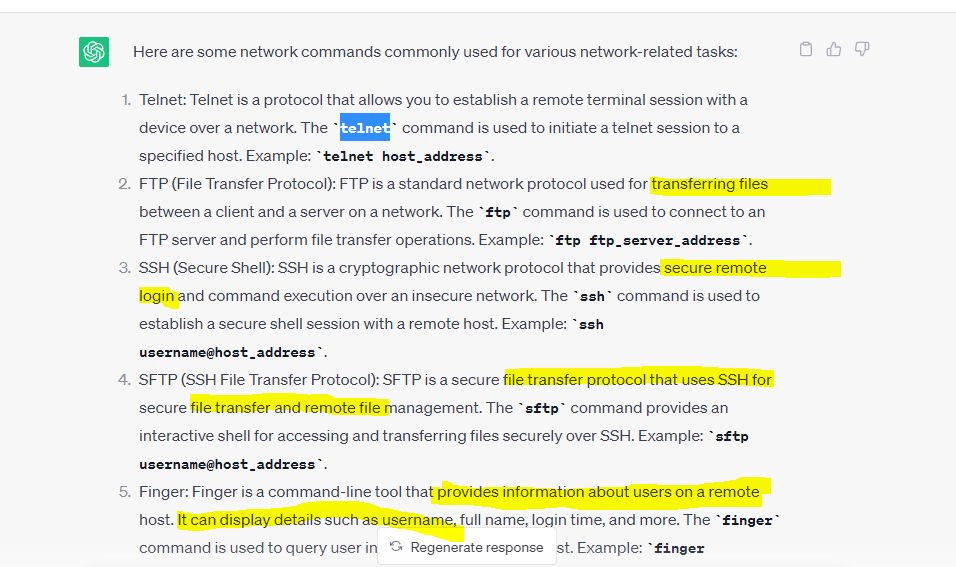 Here are some network commands commonly used for various network-related tasks:
1. Telnet: Telnet is a protocol that allows you to establish a remote terminal session with a
device over a network. The `telnet` command is used to initiate a telnet session to a
specified host. Example: `telnet host_address`.
2. FTP (File Transfer Protocol): FTP is a standard network protocol used for transferring files
between a client and a server on a network. The `ftp` command is used to connect to an
FTP server and perform file transfer operations. Example: `ftp ftp_server_address`.
3. SSH (Secure Shell): SSH is a cryptographic network protocol that provides secure remote
login and command execution over an insecure network. The `ssh` command is used to
establish a secure shell session with a remote host. Example: `ssh
username@host_address`.
4. SFTP (SSH File Transfer Protocol): SFTP is a secure file transfer protocol that uses SSH for
secure file transfer and remote file management. The `sftp` command provides an
interactive shell for accessing and transferring files securely over SSH. Example: `sftp
username@host_address`.
5. Finger: Finger is a command-line tool that provides information about users on a remote
host. It can display details such as username, full name, login time, and more. The `finger`
command is used to query user in st. Example: `finger
Regenerate response